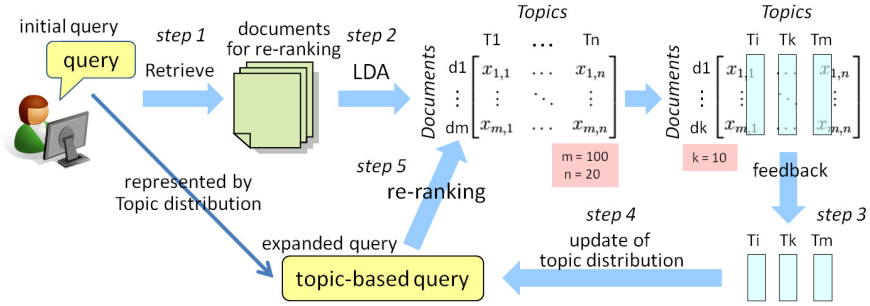 initial query
query
step 1
Retrieve
documents
for re-ranking
step 2
LDA
Topics
Documents
T1 ... Tn
d1 x1,1 ... x1,n
⋮ ⋮ ⋱ ⋮
dm xm,1 ... xm,n
m = 100
n = 20
Topics
Documents
Ti Tk Tm
d1 x1,1 ... x1,n
⋮ ⋮ ⋱ ⋮
dk xm,1 ... xm,n
k = 10
feedback
step 3
Ti Tk Tm
step 4
update of
topic distribution
expanded query
topic-based query
step 5
re-ranking
represented by
Topic distribution